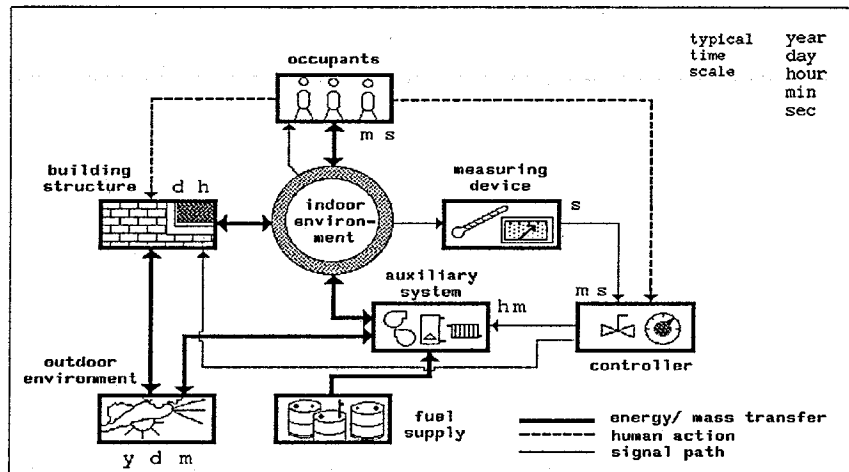 occupants
typical
time
scale
year
day
hour
min
sec
m s
building
structure
d h
indoor
environ-
ment
measuring
device
s
auxiliary
system
h m
m s
controller
outdoor
environment
y d m
fuel
supply
energy/ mass transfer
human action
signal path